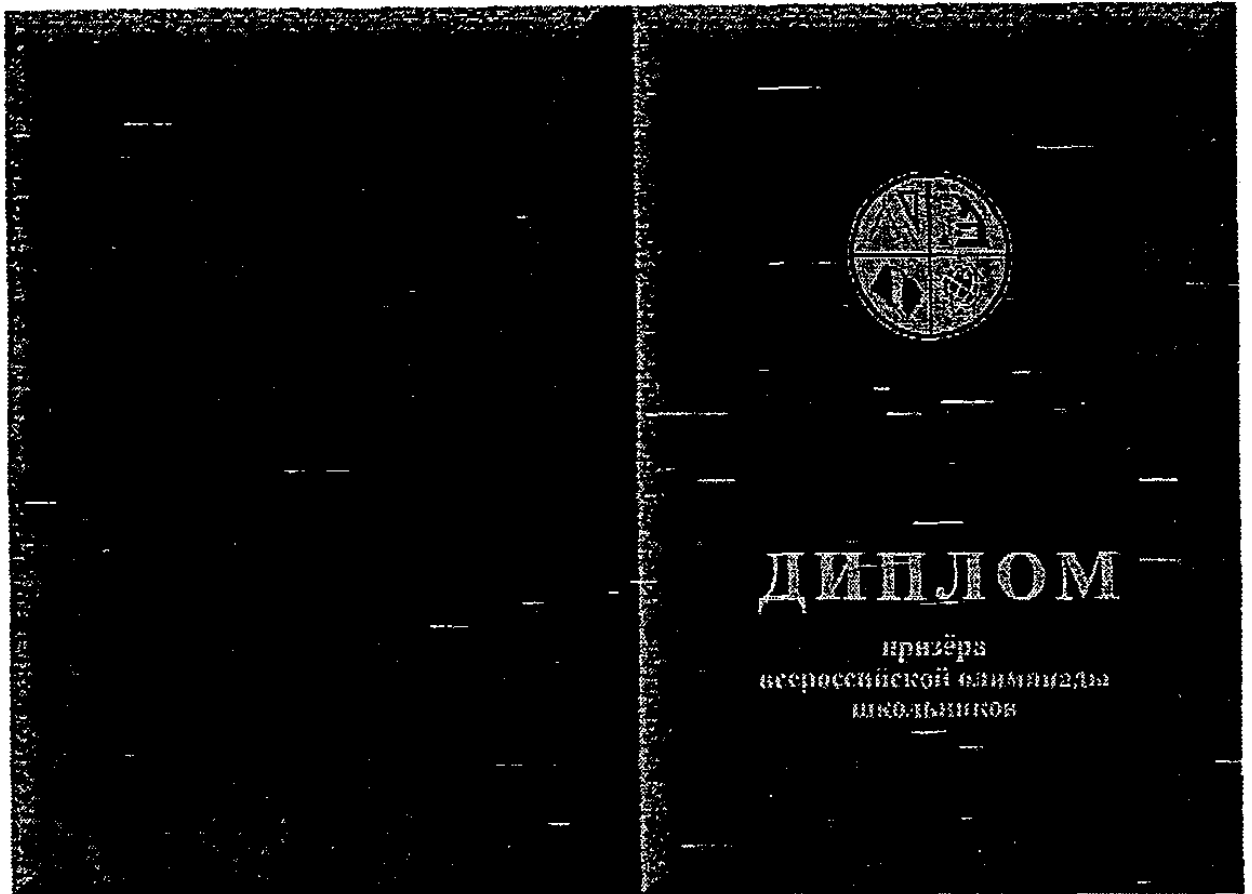 ДИПЛОМ
призёра
всероссийской олимпиады
школьников